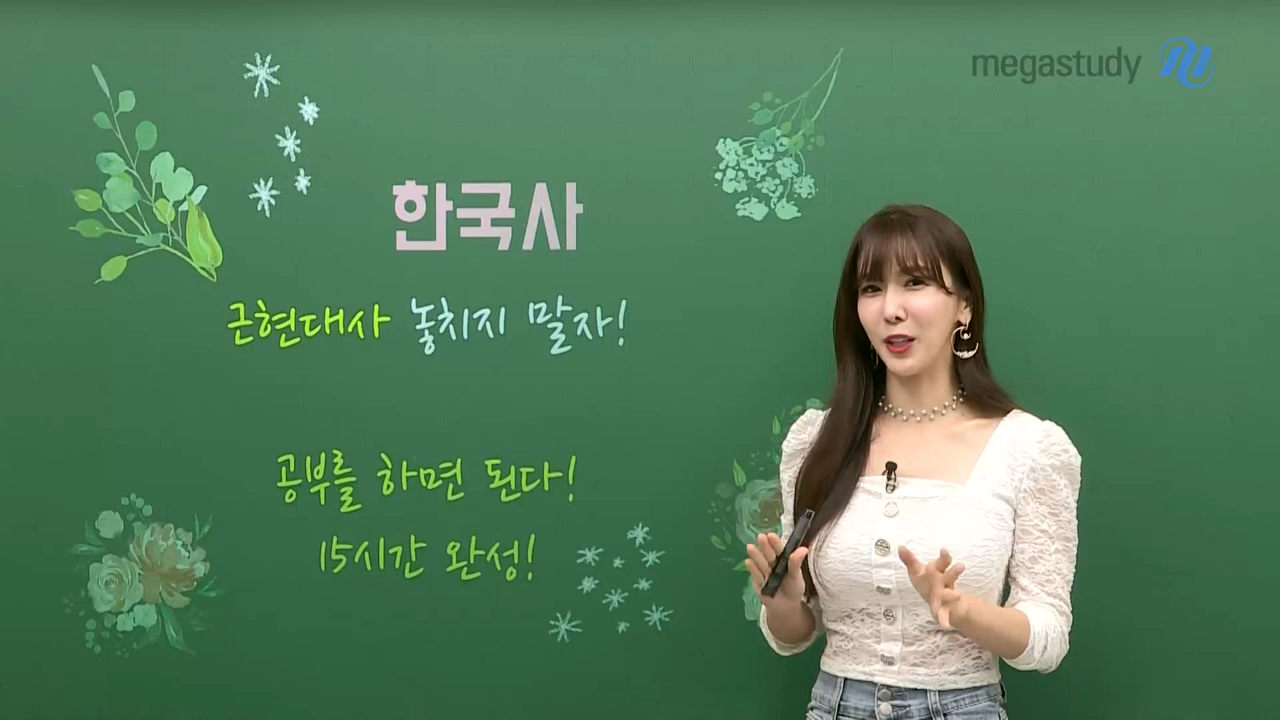 megastudy
한국사
근현대사 놓치지 말자!
공부를 하면 된다!
15시간 완성!